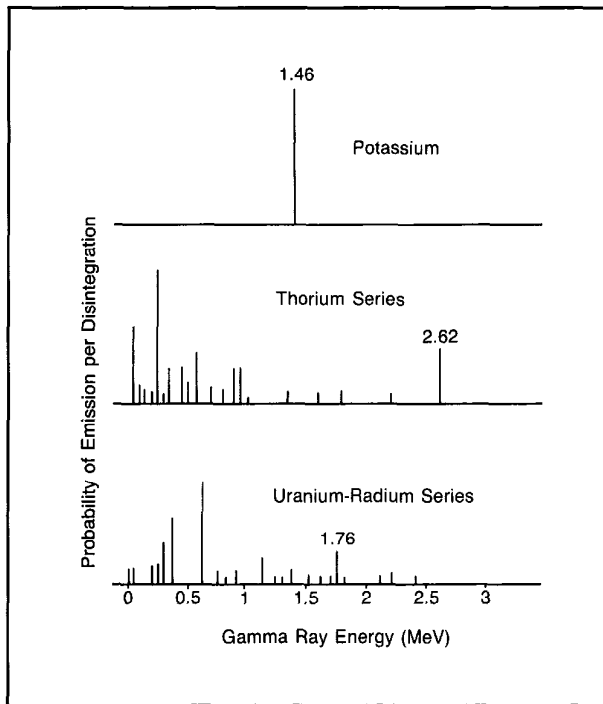 1.46
Potassium
Probability of Emission per Disintegration
Thorium Series
2.62
Uranium-Radium Series
1.76
0 0.5 1 1.5 2 2.5 3
Gamma Ray Energy (MeV)